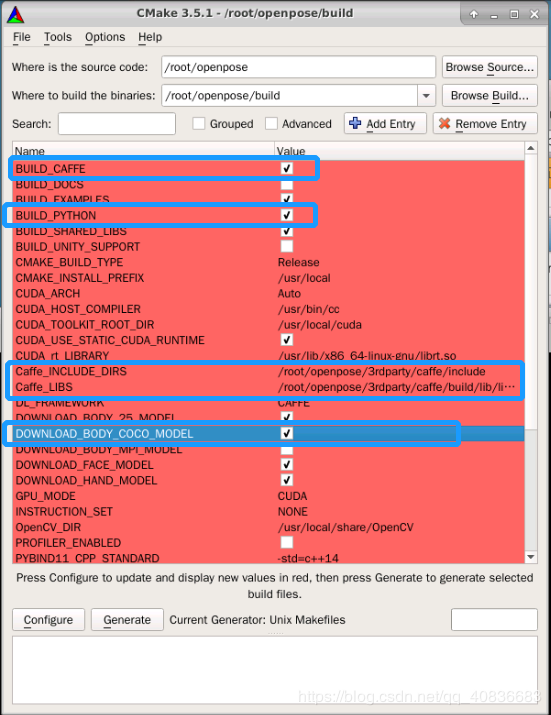 CMake 3.5.1 - /root/openpose/build
File Tools Options Help
Where is the source code: /root/openpose Browse Source...
Where to build the binaries: /root/openpose/build Browse Build...
Search: Grouped Advanced Add Entry Remove Entry
Name Value
BUILD_CAFFE
BUILD_DOCS
BUILD_EXAMPLES
BUILD_PYTHON
BUILD_SHARED_LIBS
BUILD_UNITY_SUPPORT
CMAKE_BUILD_TYPE Release
CMAKE_INSTALL_PREFIX /usr/local
CUDA_ARCH Auto
CUDA_HOST_COMPILER /usr/bin/cc
CUDA_TOOLKIT_ROOT_DIR /usr/local/cuda
CUDA_USE_STATIC_CUDA_RUNTIME
CUDA_rt_LIBRARY /usr/lib/x86_64-linux-gnu/librt.so
Caffe_INCLUDE_DIRS /root/openpose/3rdparty/caffe/include
Caffe_LIBS /root/openpose/3rdparty/caffe/build/lib/li...
DL_FRAMEWORK CAFFE
DOWNLOAD_BODY_25_MODEL
DOWNLOAD_BODY_COCO_MODEL
DOWNLOAD_BODY_MPI_MODEL
DOWNLOAD_FACE_MODEL
DOWNLOAD_HAND_MODEL
GPU_MODE CUDA
INSTRUCTION_SET NONE
OpenCV_DIR /usr/local/share/OpenCV
PROFILER_ENABLED
PYBIND11_CPP_STANDARD -std=c++14
Press Configure to update and display new values in red, then press Generate to generate selected
build files.
Configure Generate Current Generator: Unix Makefiles
https://blog.csdn.net/qq_40836683